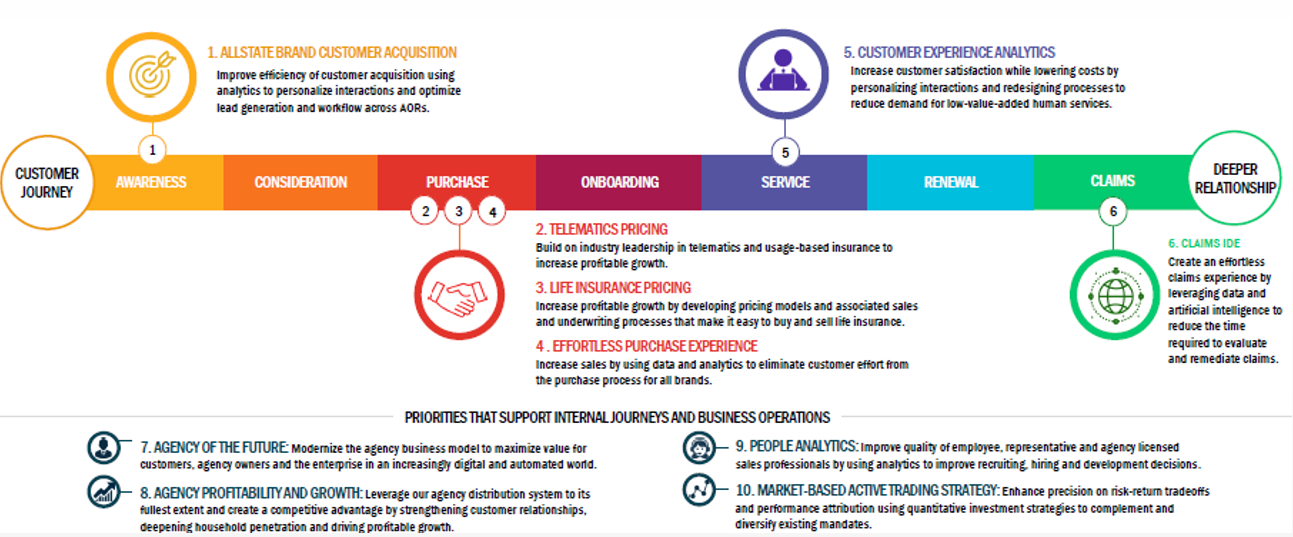 1. ALLSTATE BRAND CUSTOMER ACQUISITION
Improve efficiency of customer acquisition using
analytics to personalize interactions and optimize
lead generation and workflow across AORs.
5. CUSTOMER EXPERIENCE ANALYTICS
Increase customer satisfaction while lowering costs by
personalizing interactions and redesigning processes to
reduce demand for low-value-added human services.
1
5
CUSTOMER
JOURNEY
AWARENESS
CONSIDERATION
PURCHASE
ONBOARDING
SERVICE
RENEWAL
CLAIMS
DEEPER
RELATIONSHIP
2
3
4
6
2. TELEMATICS PRICING
Build on industry leadership in telematics and usage-based insurance to
increase profitable growth.
3. LIFE INSURANCE PRICING
Increase profitable growth by developing pricing models and associated sales
and underwriting processes that make it easy to buy and sell life insurance.
4 . EFFORTLESS PURCHASE EXPERIENCE
Increase sales by using data and analytics to eliminate customer effort from
the purchase process for all brands.
6. CLAIMS IDE
Create an effortless
claims experience by
leveraging data and
artificial intelligence to
reduce the time
required to evaluate
and remediate claims.
PRIORITIES THAT SUPPORT INTERNAL JOURNEYS AND BUSINESS OPERATIONS
7. AGENCY OF THE FUTURE: Modernize the agency business model to maximize value for
customers, agency owners and the enterprise in an increasingly digital and automated world.
8. AGENCY PROFITABILITY AND GROWTH: Leverage our agency distribution system to its
fullest extent and create a competitive advantage by strengthening customer relationships,
deepening household penetration and driving profitable growth.
9. PEOPLE ANALYTICS: Improve quality of employee, representative and agency licensed
sales professionals by using analytics to improve recruiting, hiring and development decisions.
10. MARKET-BASED ACTIVE TRADING STRATEGY: Enhance precision on risk-return tradeoffs
and performance attribution using quantitative investment strategies to complement and
diversify existing mandates.